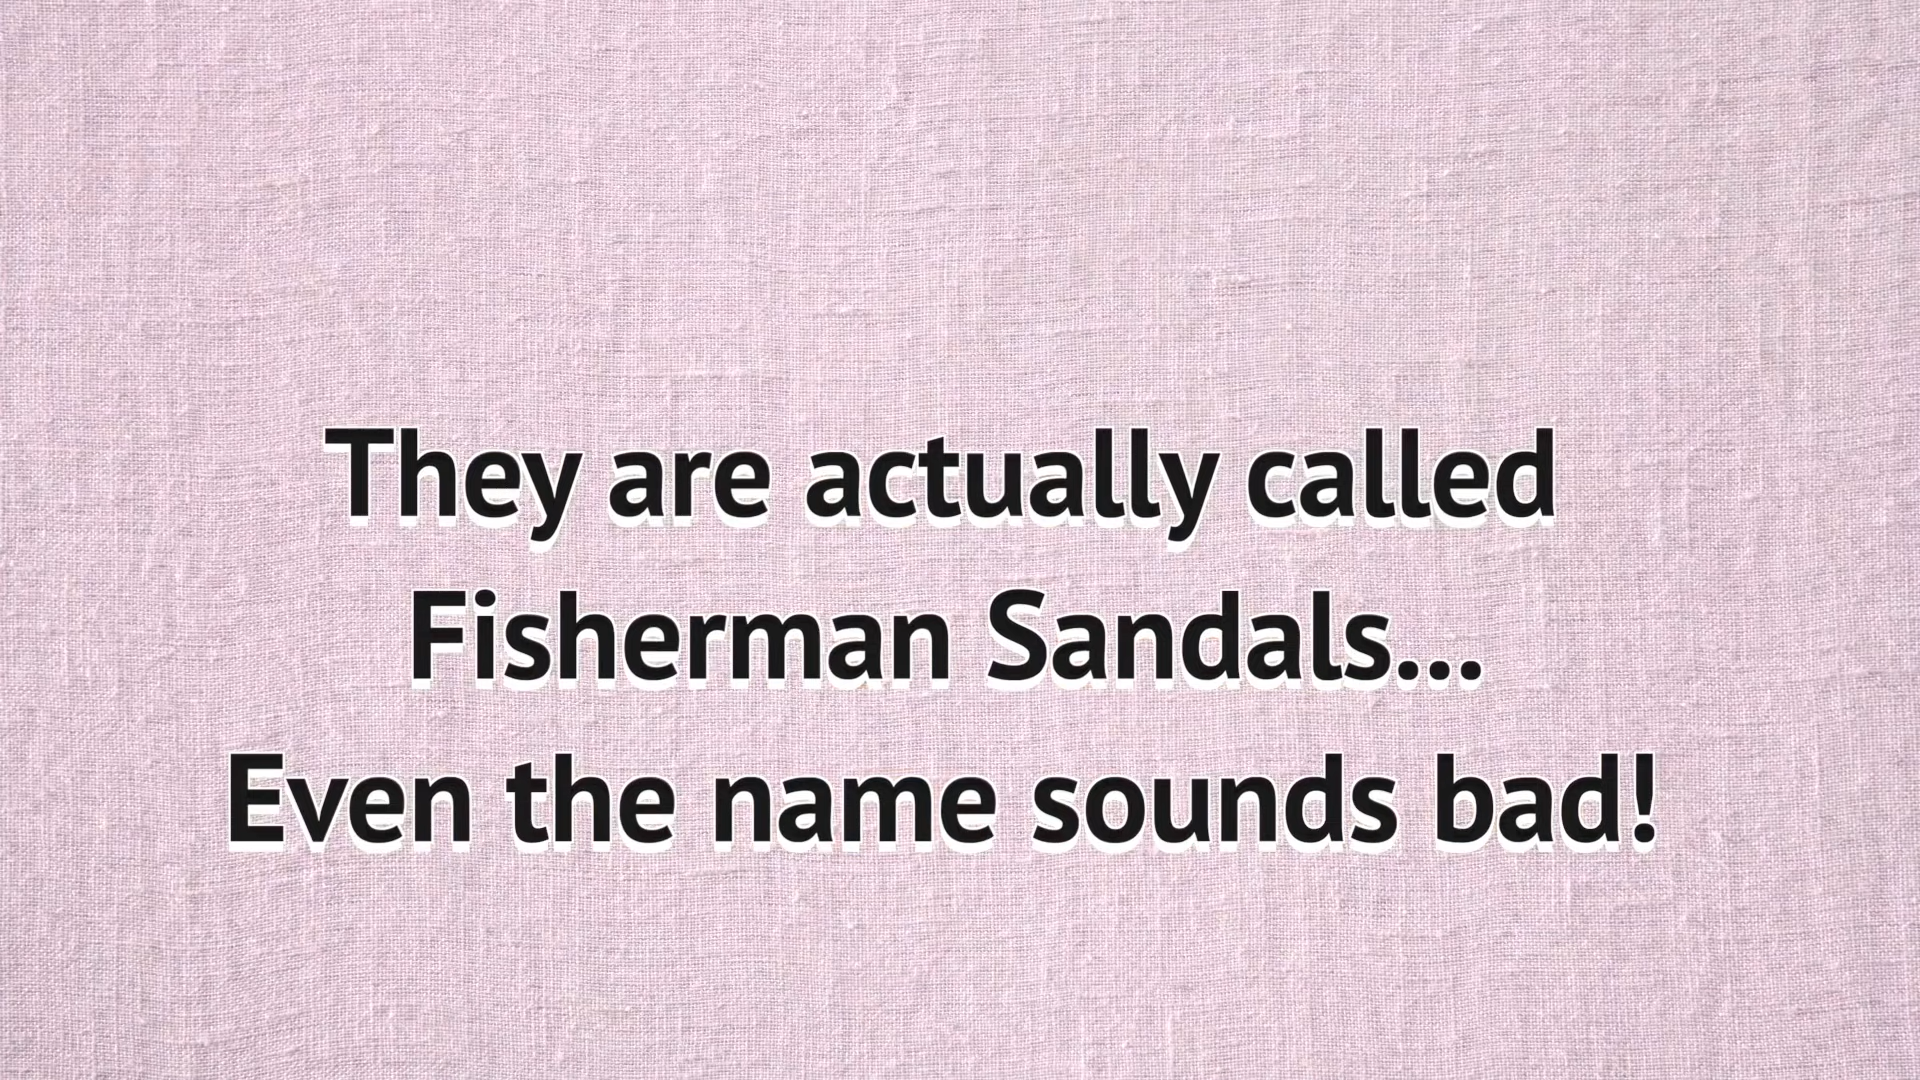 They are actually called
Fisherman Sandals...
Even the name sounds bad!